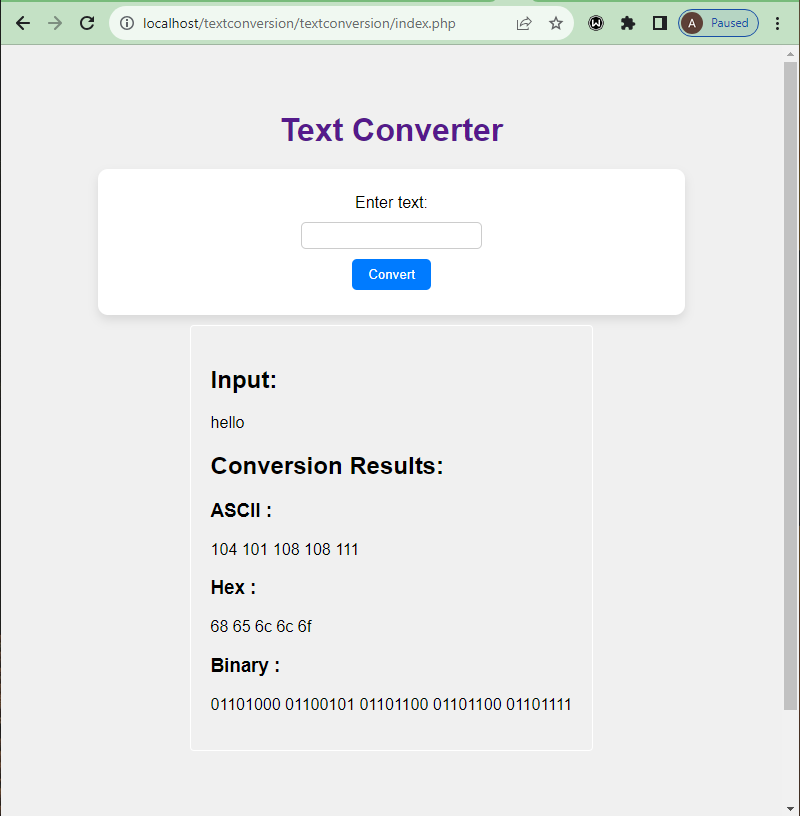 localhost/textconversion/textconversion/index.php
A Paused
Text Converter
Enter text:
Convert
Input:
hello
Conversion Results:
ASCII :
104 101 108 108 111
Hex :
68 65 6c 6c 6f
Binary :
01101000 01100101 01101100 01101100 01101111